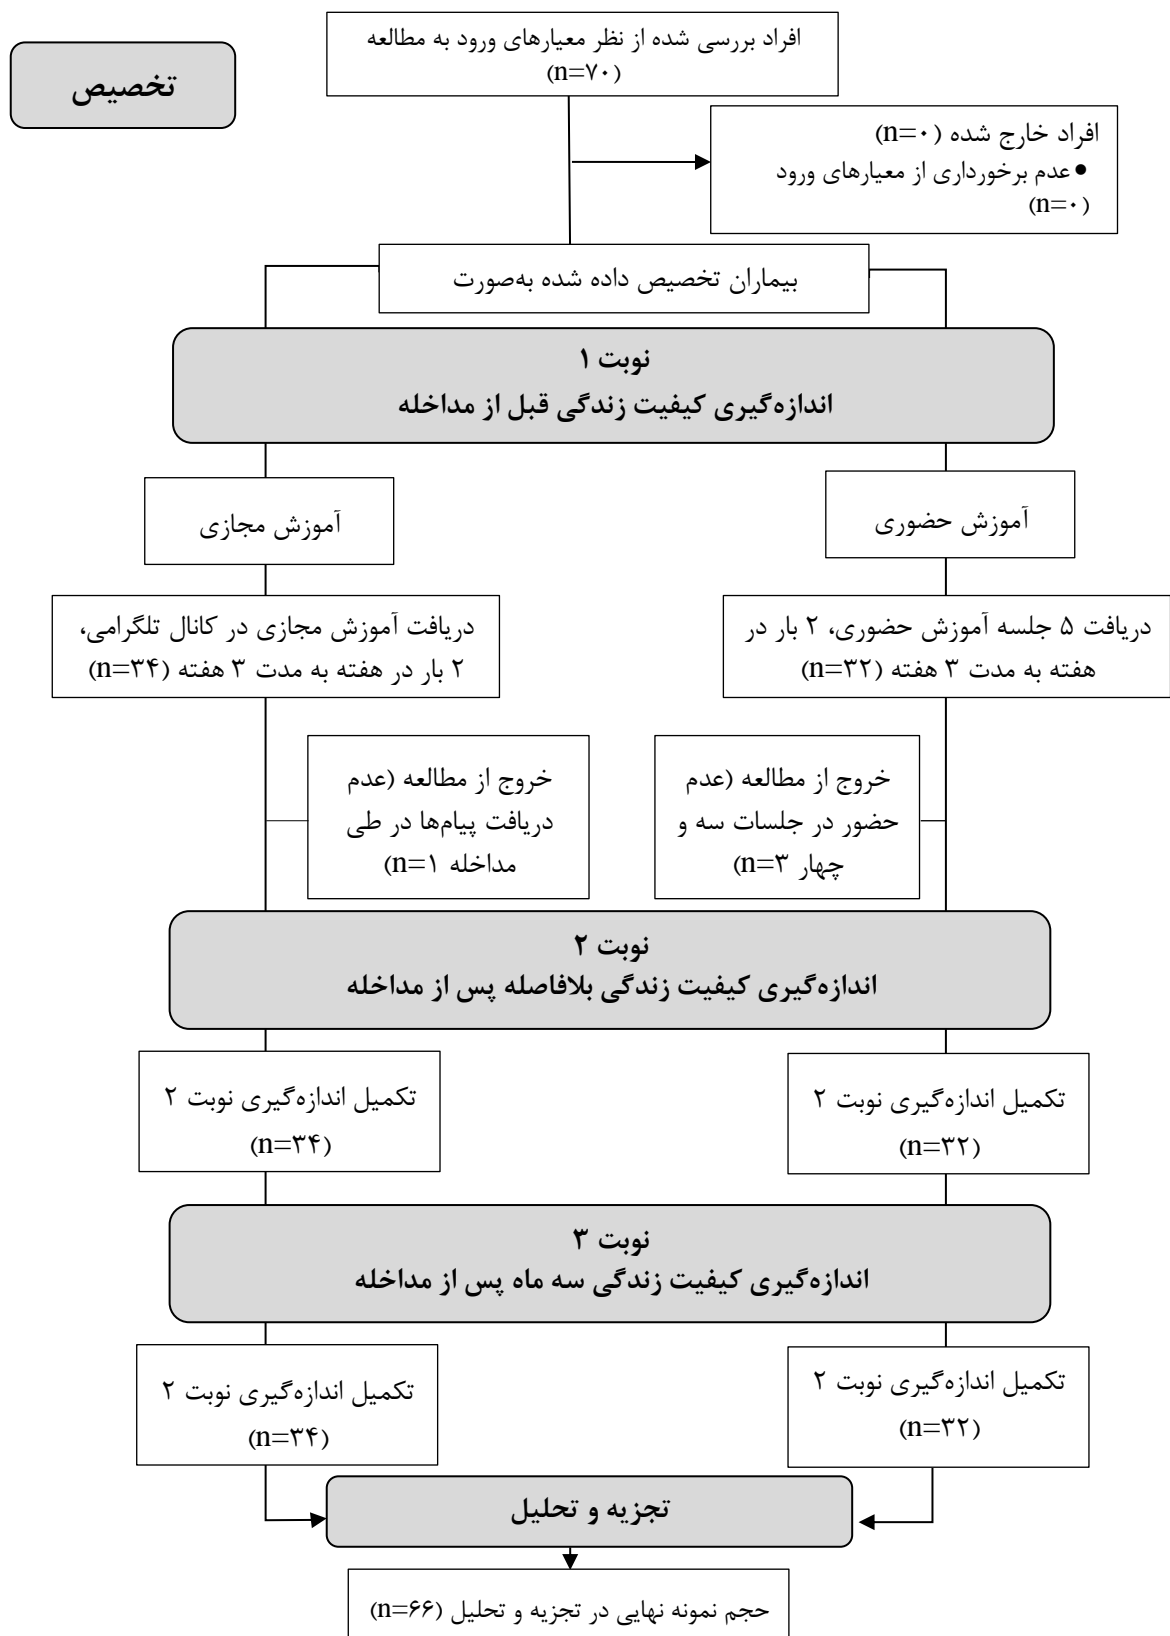 افراد بررسی شده از نظر معیارهای ورود به مطالعه
(n=۷۰)
تخصیص
افراد خارج شده (n=۰)
• عدم برخورداری از معیارهای ورود
(n=۰)
بیماران تخصیص داده شده به‌صورت
نوبت ۱
اندازه‌گیری کیفیت زندگی قبل از مداخله
آموزش حضوری
آموزش مجازی
دریافت ۵ جلسه آموزش حضوری، ۲ بار در
هفته به مدت ۳ هفته (n=۳۲)
دریافت آموزش مجازی در کانال تلگرامی،
۲ بار در هفته به مدت ۳ هفته (n=۳۴)
خروج از مطالعه (عدم
حضور در جلسات سه و
چهار n=۳)
خروج از مطالعه (عدم
دریافت پیام‌ها در طی
مداخله n=۱)
نوبت ۲
اندازه‌گیری کیفیت زندگی بلافاصله پس از مداخله
تکمیل اندازه‌گیری نوبت ۲
(n=۳۲)
تکمیل اندازه‌گیری نوبت ۲
(n=۳۴)
نوبت ۳
اندازه‌گیری کیفیت زندگی سه ماه پس از مداخله
تکمیل اندازه‌گیری نوبت ۲
(n=۳۲)
تکمیل اندازه‌گیری نوبت ۲
(n=۳۴)
تجزیه و تحلیل
حجم نمونه نهایی در تجزیه و تحلیل (n=۶۶)